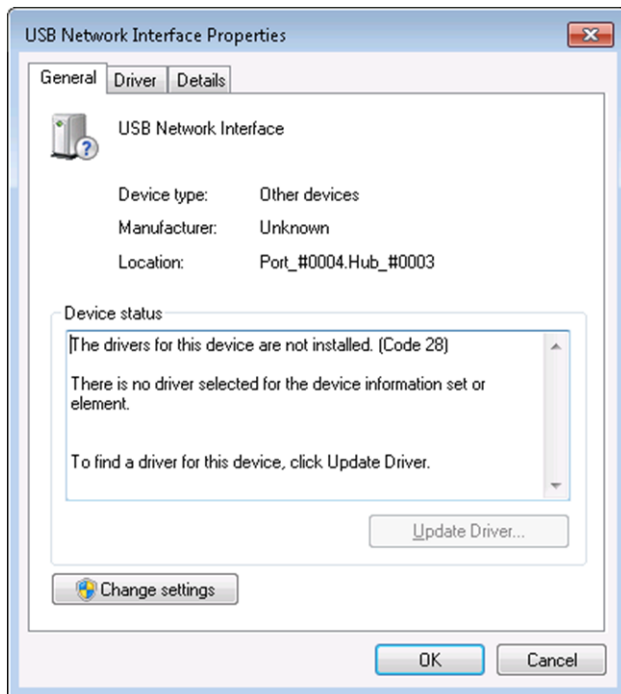 USB Network Interface Properties
General Driver Details
USB Network Interface
Device type: Other devices
Manufacturer: Unknown
Location: Port_#0004.Hub_#0003
Device status
The drivers for this device are not installed. (Code 28)
There is no driver selected for the device information set or
element.
To find a driver for this device, click Update Driver.
Update Driver...
Change settings
OK Cancel